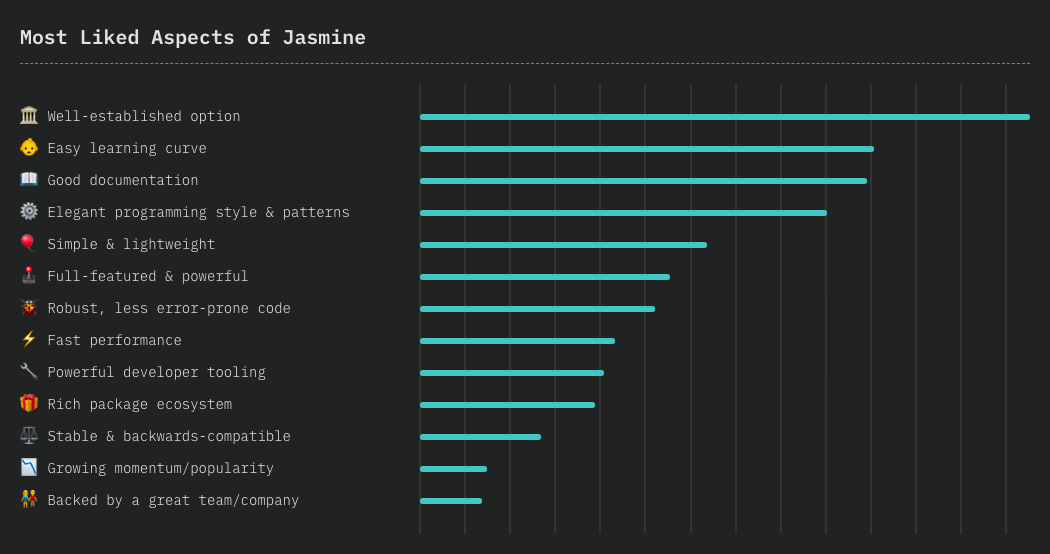 Most Liked Aspects of Jasmine
Well-established option
Easy learning curve
Good documentation
Elegant programming style & patterns
Simple & lightweight
Full-featured & powerful
Robust, less error-prone code
Fast performance
Powerful developer tooling
Rich package ecosystem
Stable & backwards-compatible
Growing momentum/popularity
Backed by a great team/company